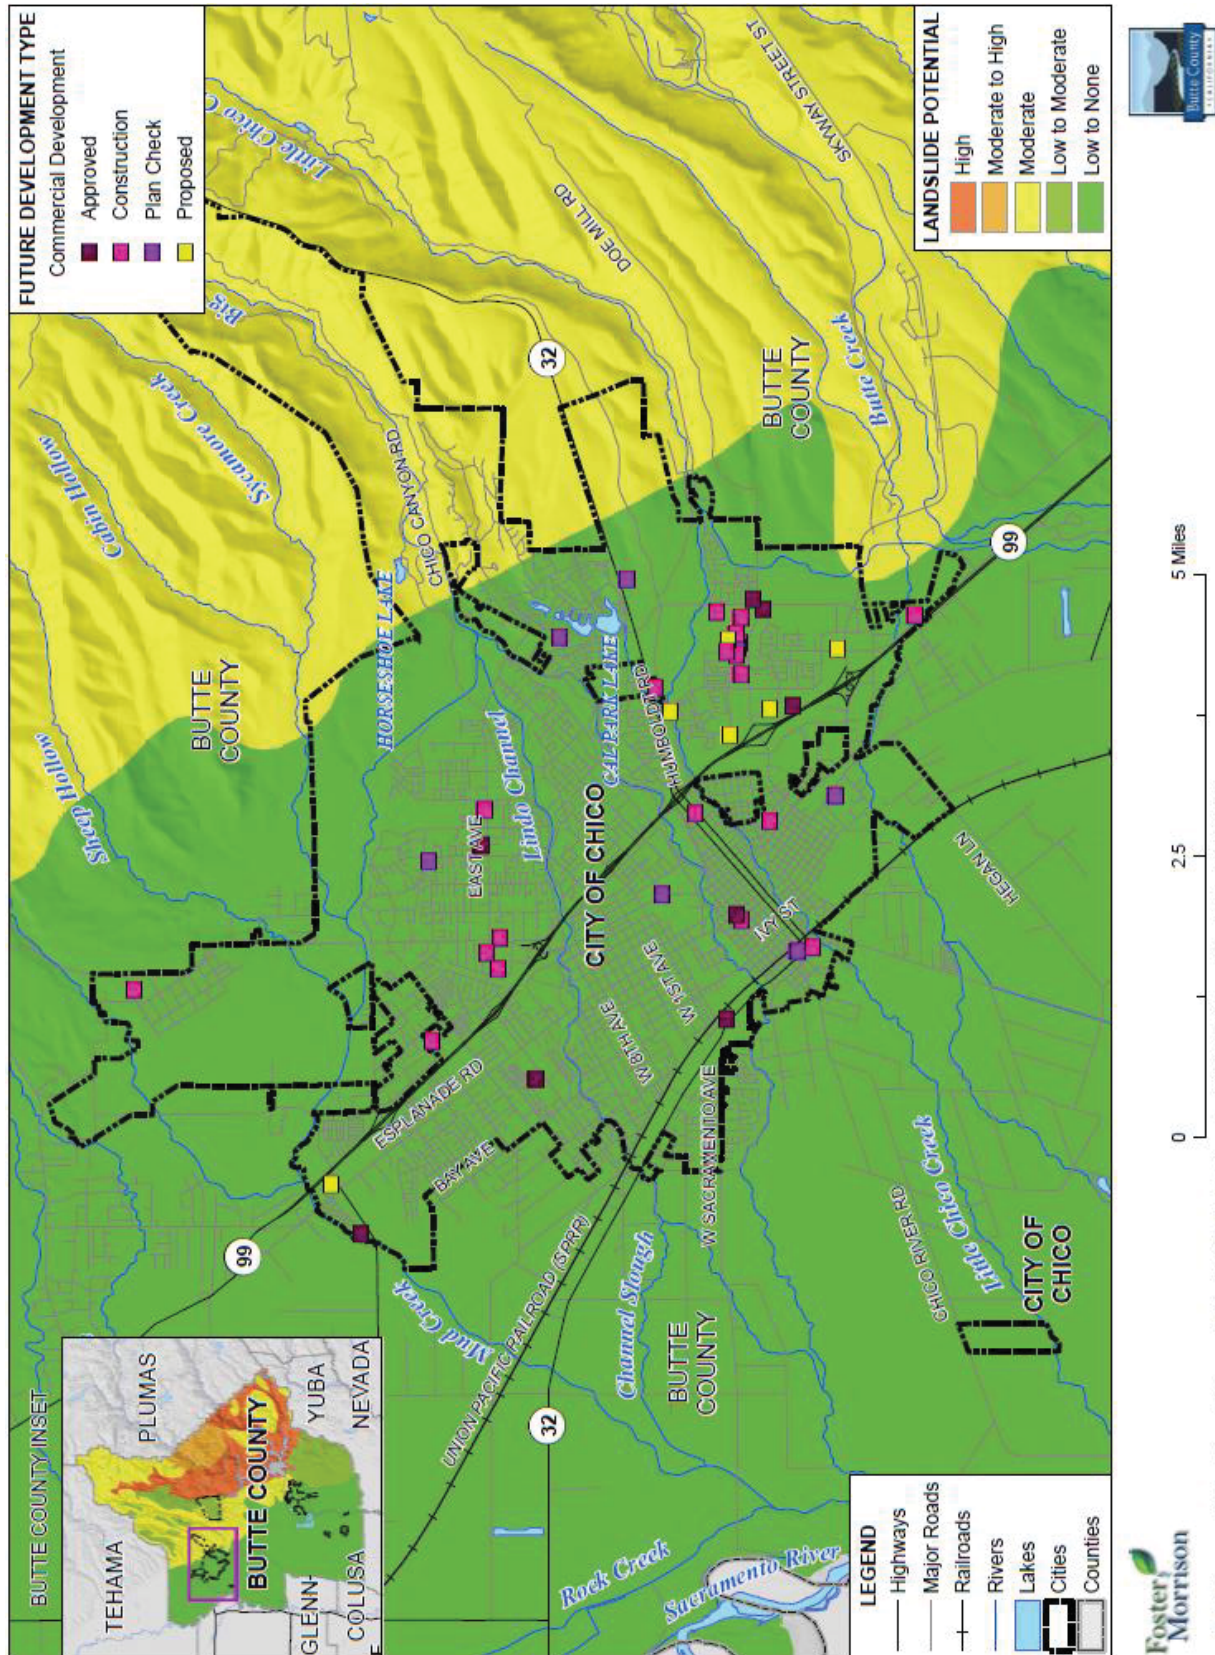 BUTTE COUNTY INSET
TEHAMA
PLUMAS
BUTTE COUNTY
GLENN
YUBA
COLUSA
NEVADA
E
FUTURE DEVELOPMENT TYPE
Commercial Development
Approved
Construction
Plan Check
Proposed
Sheep Hollow
Cabin Hollow
Sycamore Creek
Big
Little Chico C
BUTTE
COUNTY
HORSESHOE LAKE
CHICO CANYON RD
32
DOE MILL RD
SKYWAY STREET ST
99
ESPLANADE RD
EAST AVE
Lindo Channel
BAY AVE
CITY OF CHICO
CAL PARK LAKE
HUMBOLDT RD
BUTTE
COUNTY
Butte Creek
Mud Creek
UNION PACIFIC RAILROAD (SPRR)
W 8TH AVE
W 1ST AVE
IVY ST
W SACRAMENTO AVE
Channel Slough
BUTTE
COUNTY
32
CHICO RIVER RD
Little Chico Creek
HEGAN LN
99
CITY OF
CHICO
Rock Creek
Sacramento River
LEGEND
Highways
Major Roads
Railroads
Rivers
Lakes
Cities
Counties
LANDSLIDE POTENTIAL
High
Moderate to High
Moderate
Low to Moderate
Low to None
Foster
Morrison
0
2.5
5 Miles
Butte County
CALIFORNIA